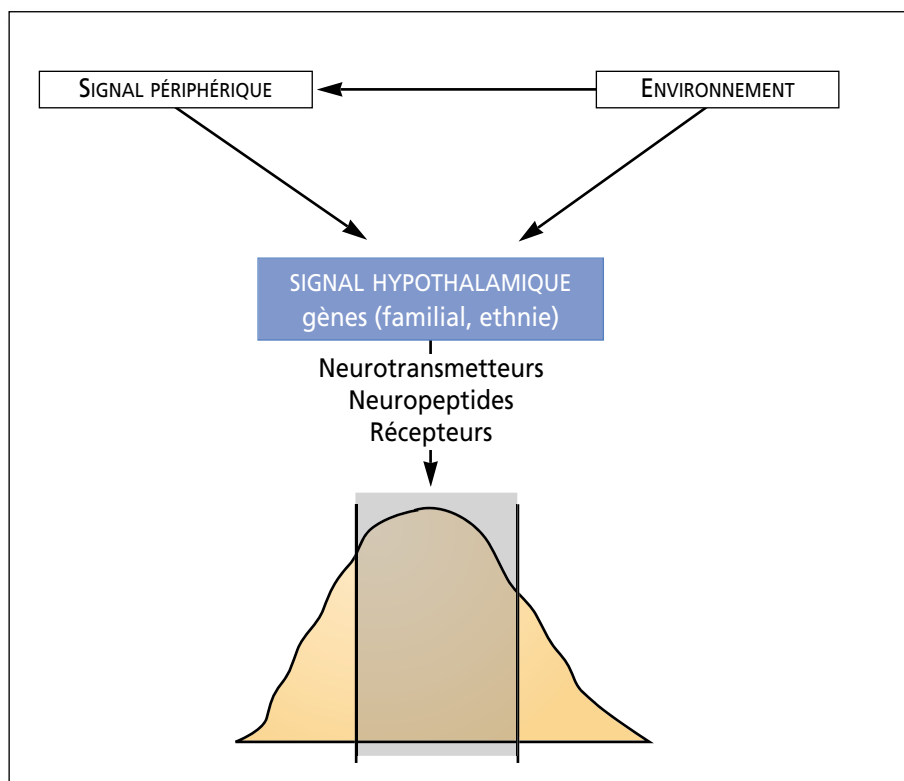 SIGNAL PÉRIPHÉRIQUE
ENVIRONNEMENT
SIGNAL HYPOTHALAMIQUE
gènes (familial, ethnie)
Neurotransmetteurs
Neuropeptides
Récepteurs